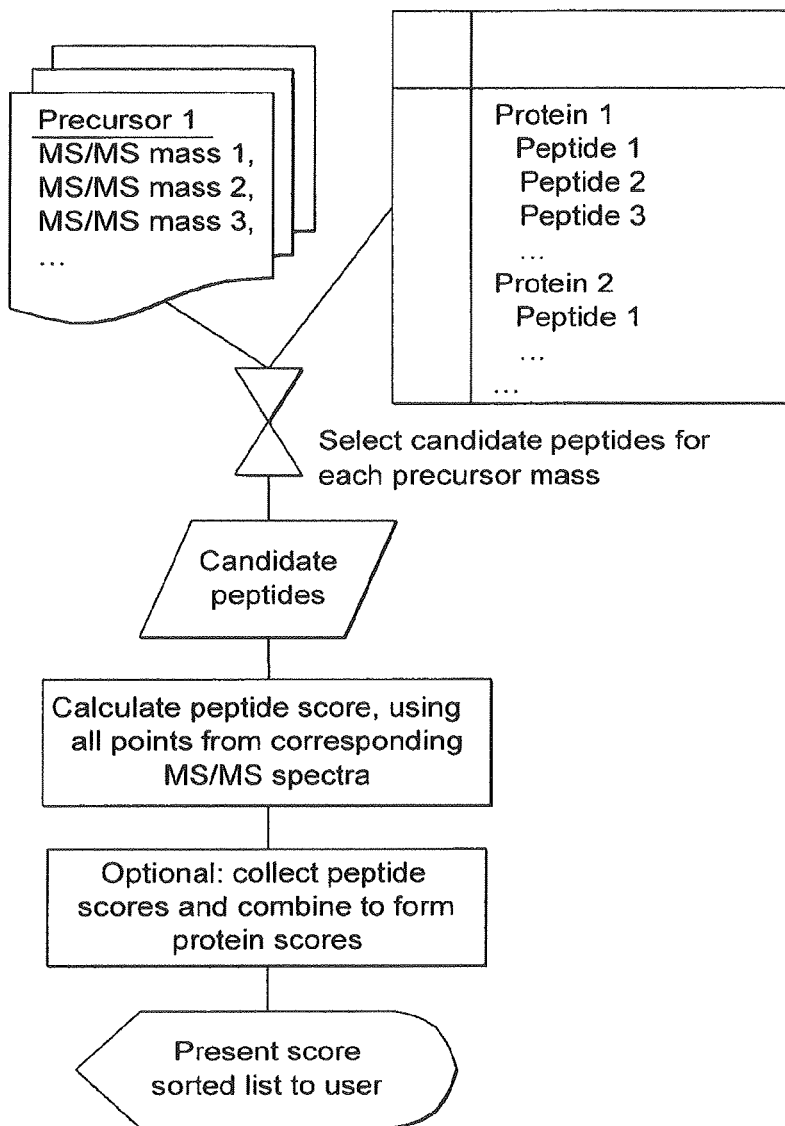 Precursor 1
MS/MS mass 1,
MS/MS mass 2,
MS/MS mass 3,
...
Protein 1
Peptide 1
Peptide 2
Peptide 3
...
Protein 2
Peptide 1
...
...
Select candidate peptides for
each precursor mass
Candidate
peptides
Calculate peptide score, using
all points from corresponding
MS/MS spectra
Optional: collect peptide
scores and combine to form
protein scores
Present score
sorted list to user